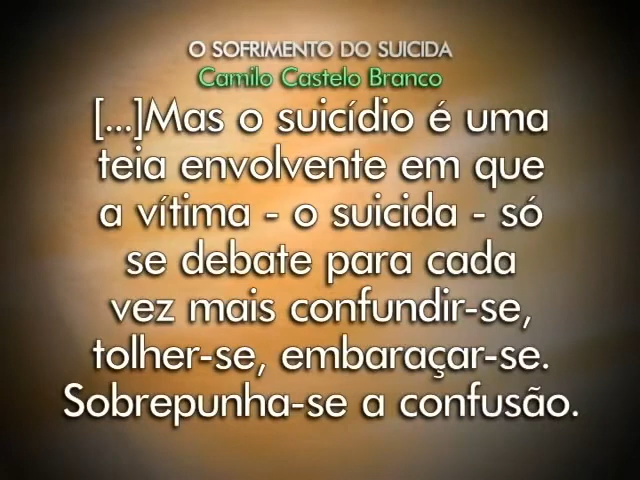 O SOFRIMENTO DO SUICIDA
Camilo Castelo Branco
[...]Mas o suicídio é uma
teia envolvente em que
a vítima - o suicida - só
se debate para cada
vez mais confundir-se,
tolher-se, embaraçar-se.
Sobrepunha-se a confusão.